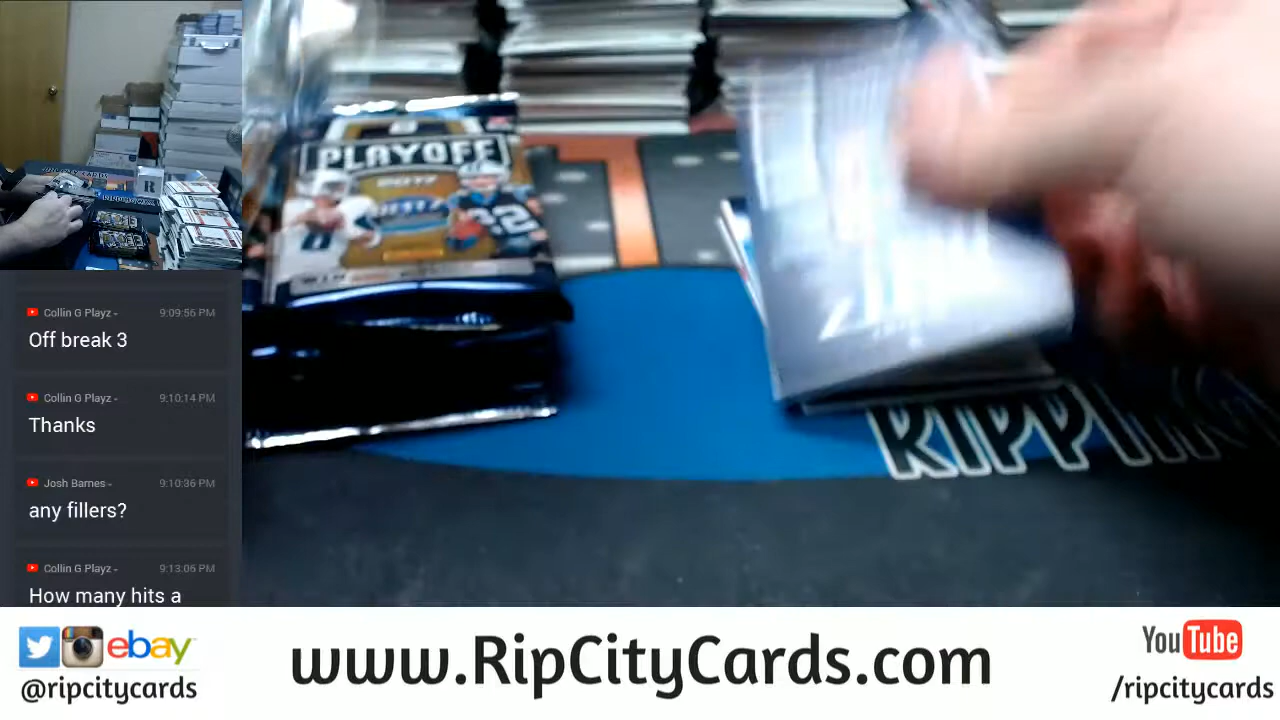 Collin G Playz -
9:09:56 PM
Off break 3
Collin G Playz -
9:10:14 PM
Thanks
Josh Barnes -
9:10:36 PM
any fillers?
Collin G Playz -
9:13:06 PM
How many hits a
PLAYOFF
2017
RIPPING
@ripcitycards
ebay
www.RipCityCards.com
YouTube
/ripcitycards